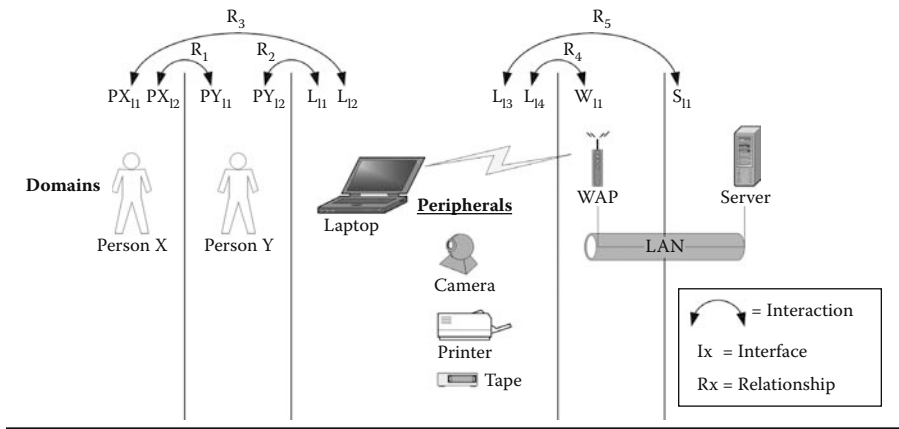 R3 R5
R1 R2 R4
PXI1 PXI2 PYI1 PYI2 LI1 LI2 LI3 LI4 WI1 SI1
Domains
Person X
Person Y
Laptop
Peripherals
Camera
Printer
Tape
WAP
Server
LAN
= Interaction
Ix = Interface
Rx = Relationship